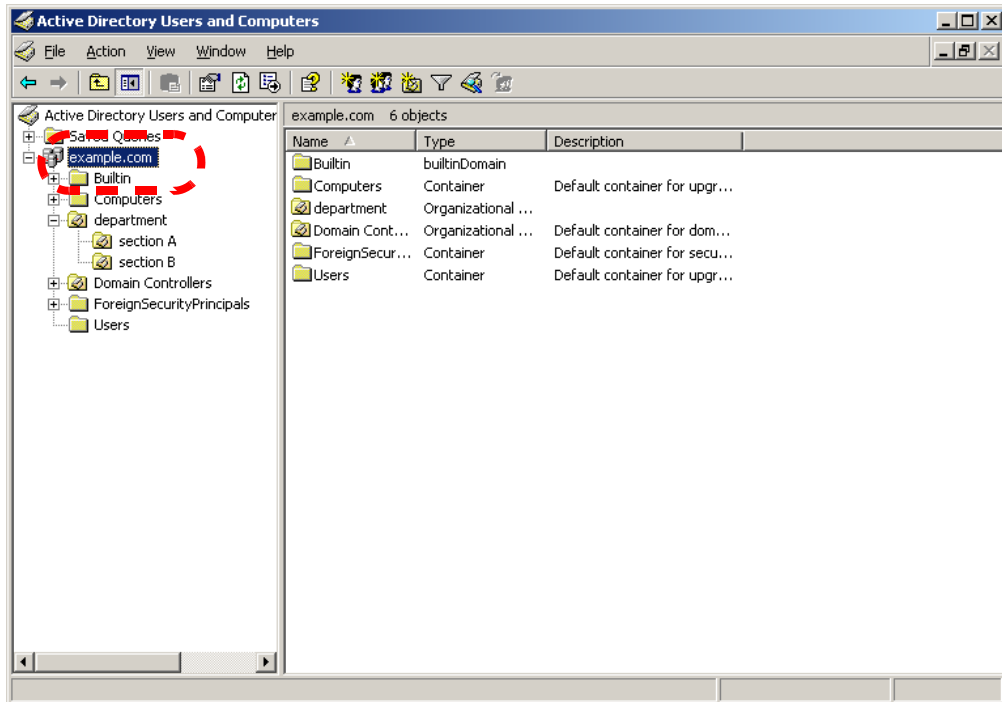 Active Directory Users and Computers
File Action View Window Help
Active Directory Users and Computer
Saved Queries
example.com
Builtin
Computers
department
section A
section B
Domain Controllers
ForeignSecurityPrincipals
Users
example.com 6 objects
Name Type Description
Builtin builtinDomain
Computers Container Default container for upgr...
department Organizational ...
Domain Cont... Organizational ... Default container for dom...
ForeignSecur... Container Default container for secu...
Users Container Default container for upgr...